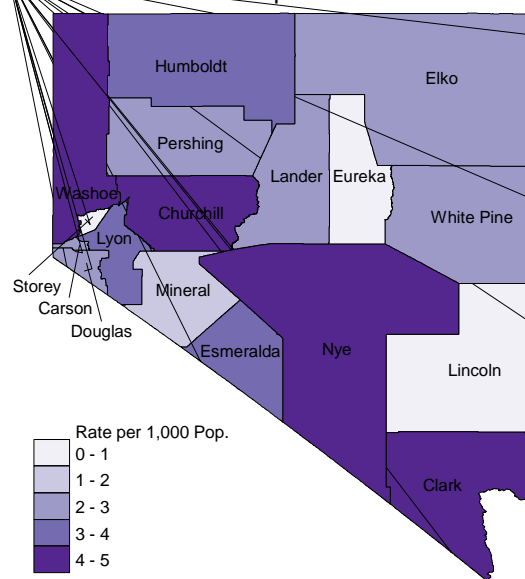 Humboldt
Elko
Pershing
Lander
Eureka
Washoe
Churchill
White Pine
Lyon
Storey
Mineral
Carson
Douglas
Esmeralda
Nye
Lincoln
Clark
Rate per 1,000 Pop.
0 - 1
1 - 2
2 - 3
3 - 4
4 - 5